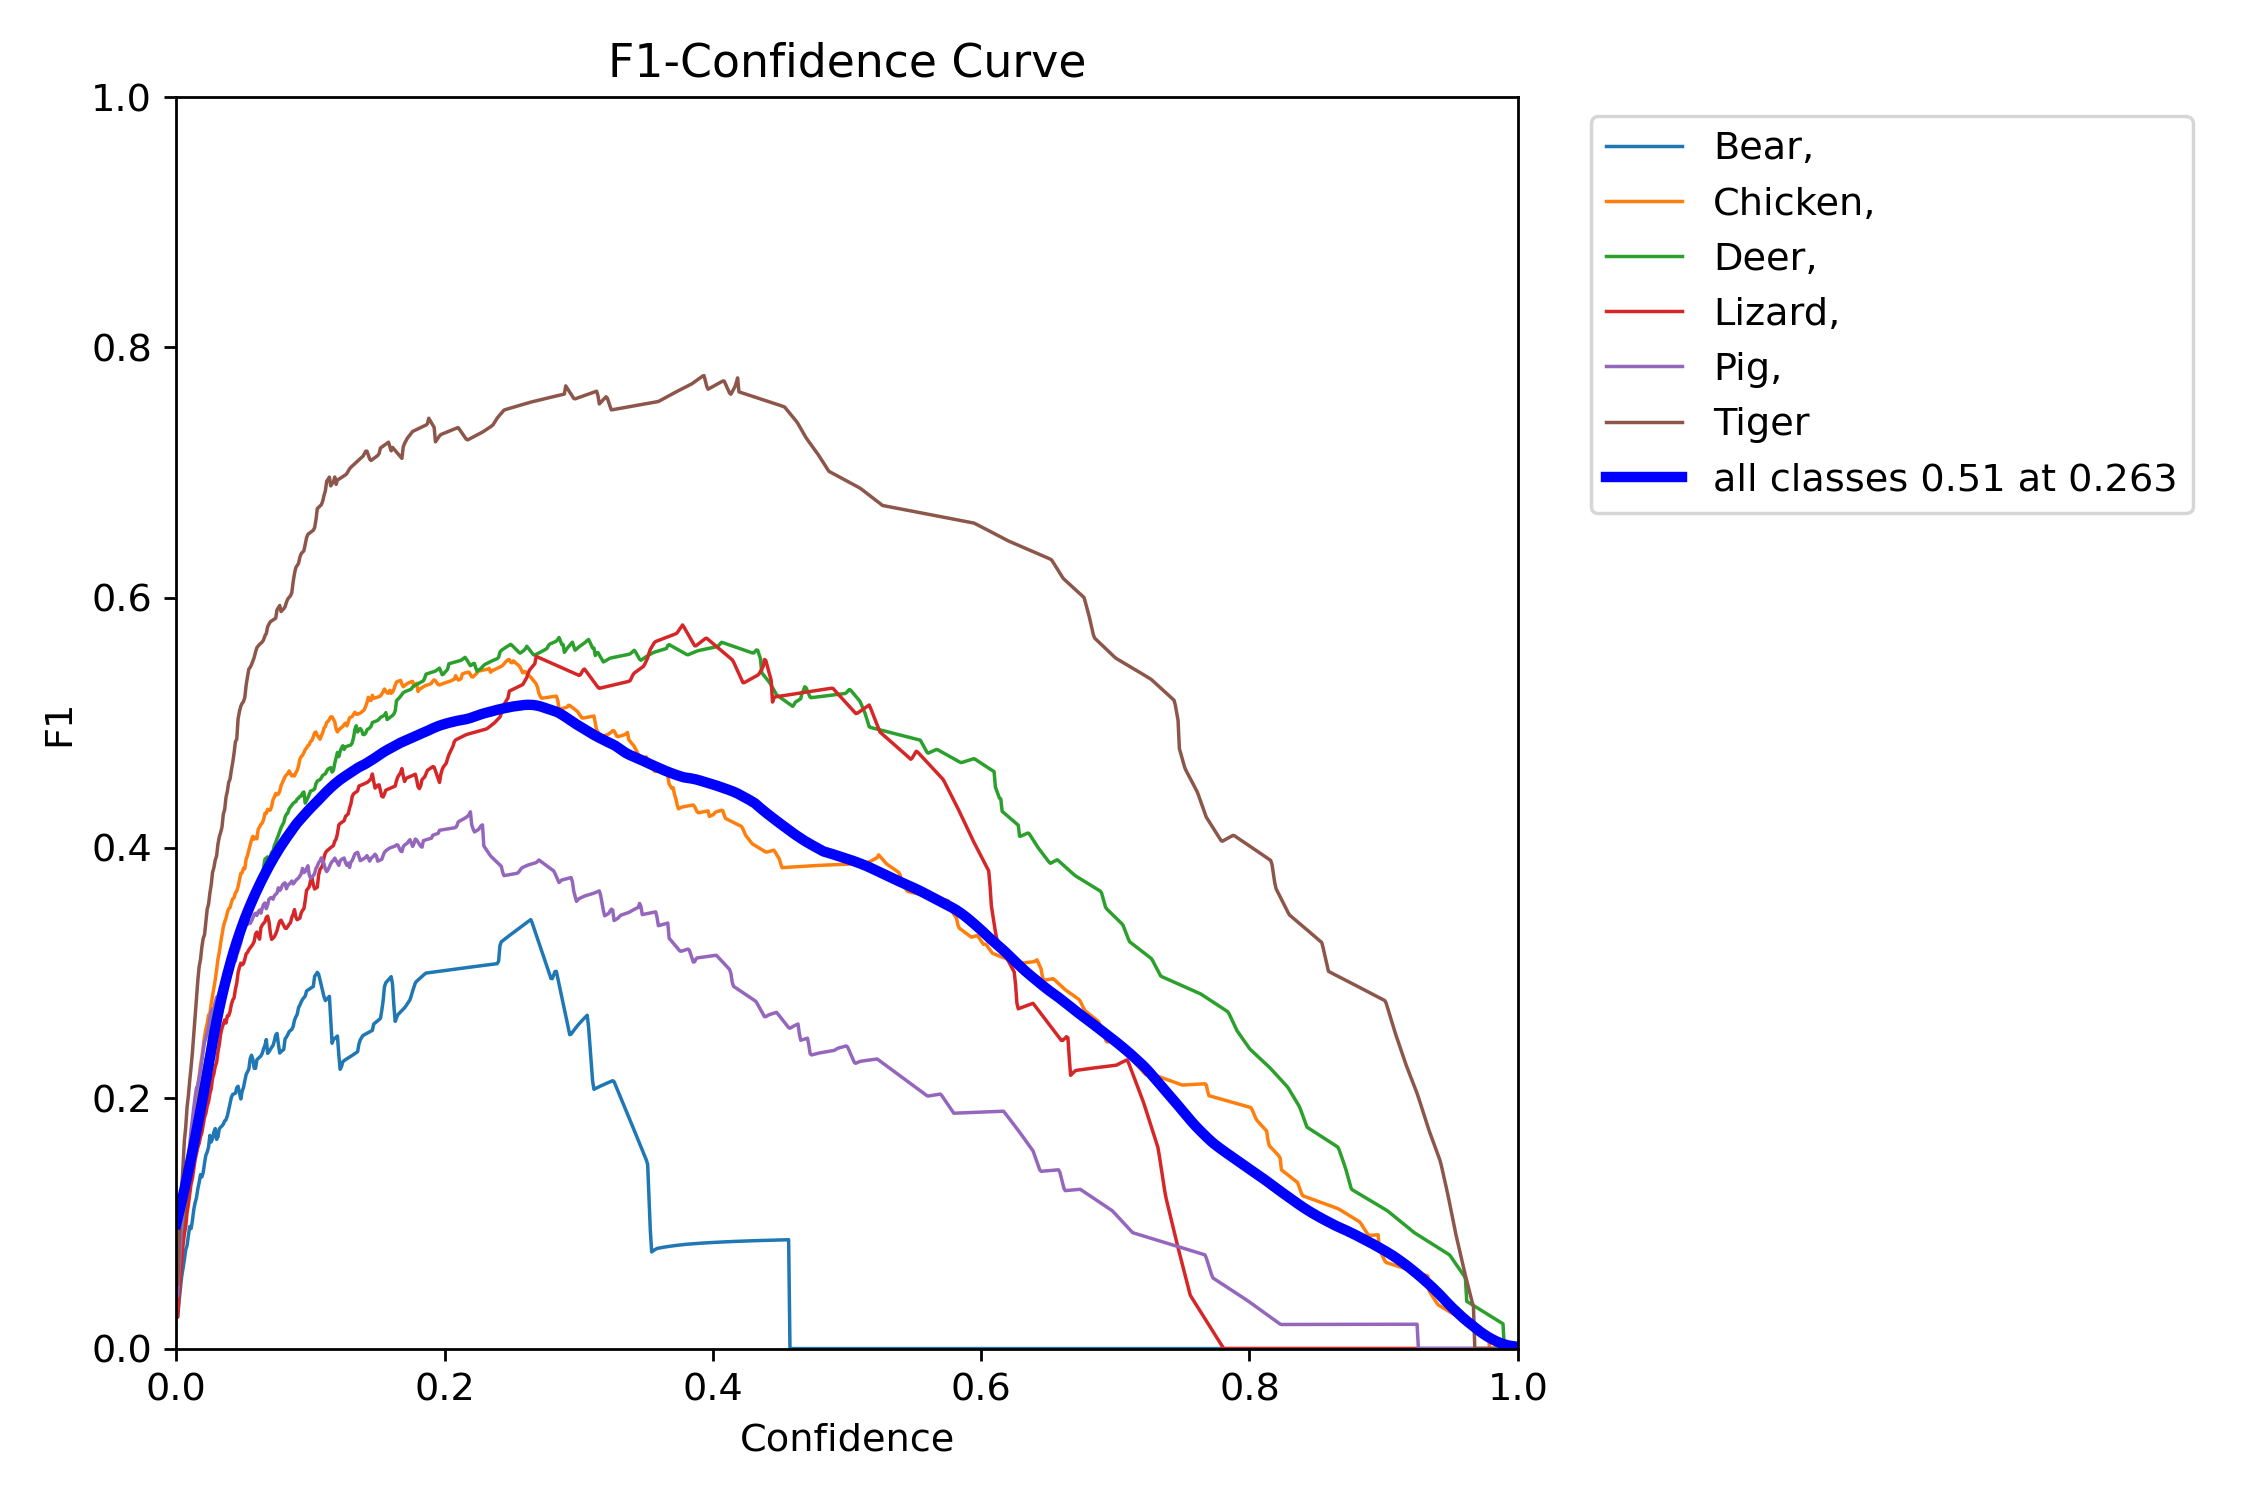 F1-Confidence Curve
1.0
0.8
0.6
0.4
0.2
0.0
F1
0.0 0.2 0.4 0.6 0.8 1.0
Confidence
Bear,
Chicken,
Deer,
Lizard,
Pig,
Tiger
all classes 0.51 at 0.263